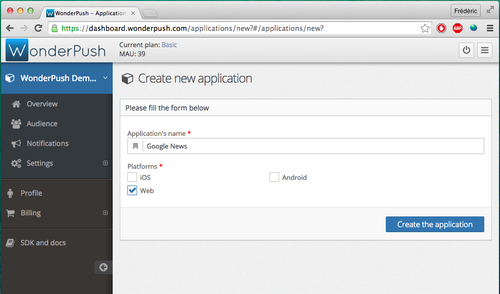 WonderPush – Application
Frédéric
https://dashboard.wonderpush.com/applications/new?#/applications/new?
ABP
WonderPush
Current plan: Basic
MAU: 39
WonderPush Dem...
Create new application
Overview
Audience
Notifications
Settings
Profile
Billing
SDK and docs
Please fill the form below
Application's name *
Google News
Platforms *
iOS
Android
Web
Create the application